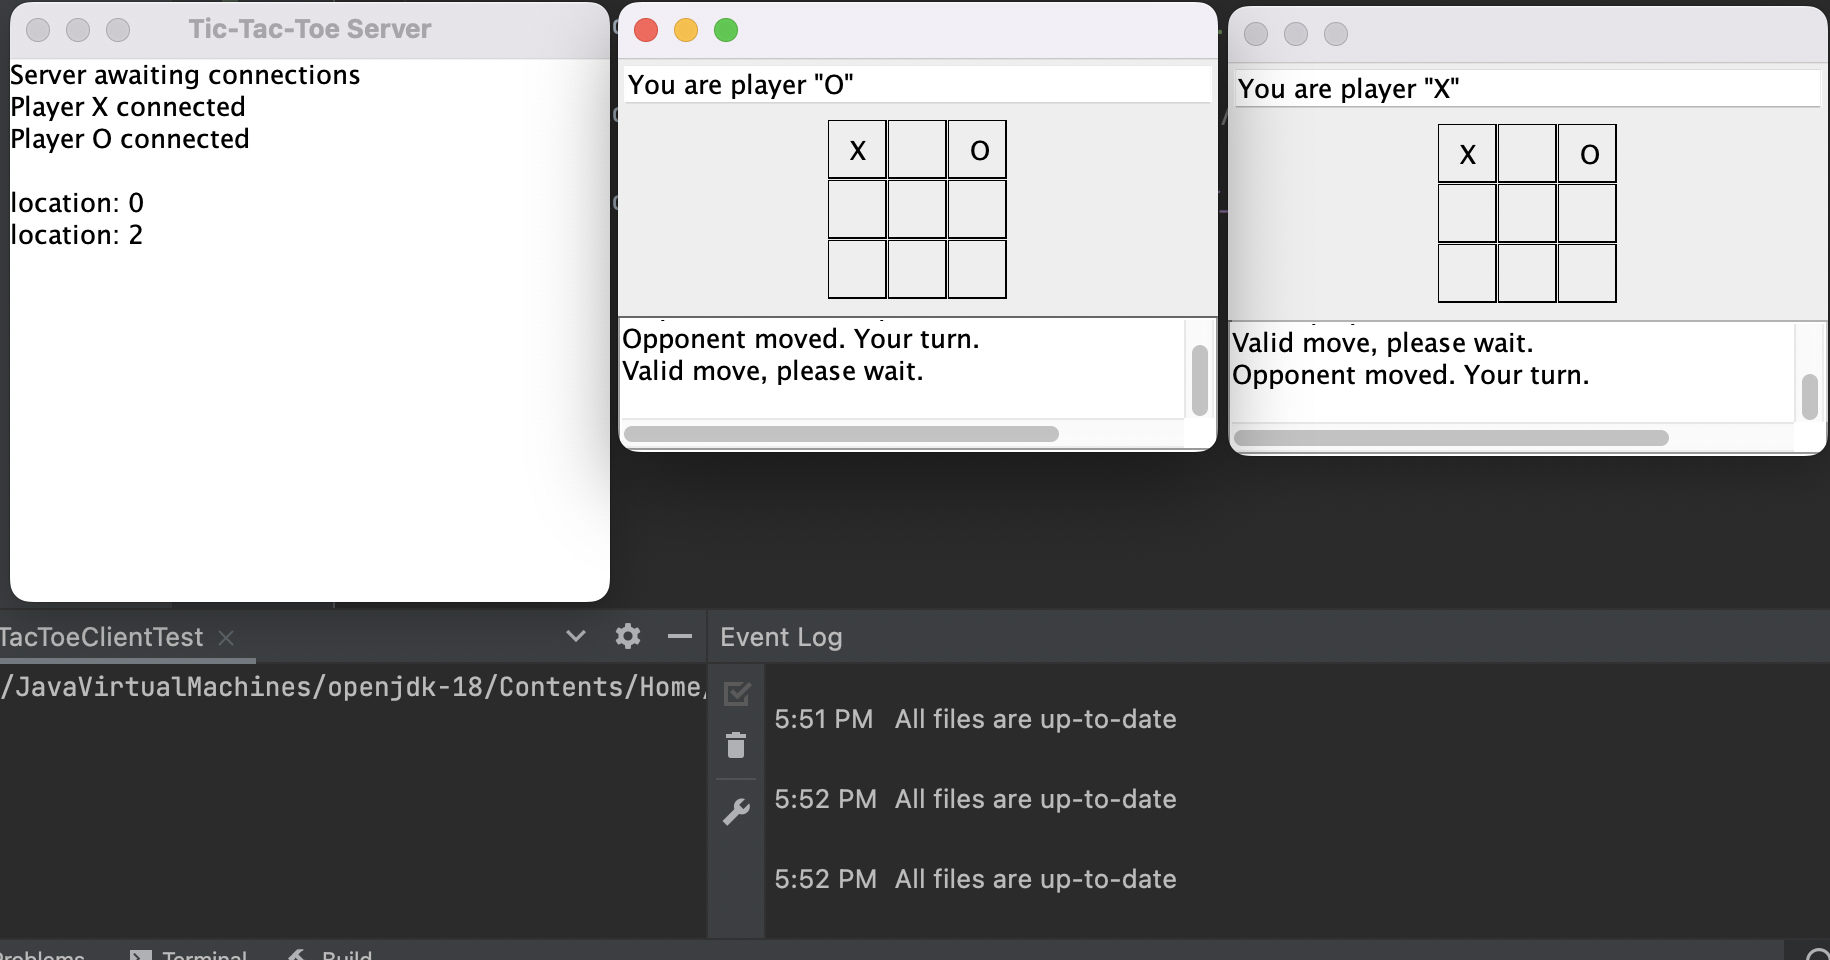 Tic-Tac-Toe Server
Server awaiting connections
Player X connected
Player O connected
location: 0
location: 2
You are player "O"
X O
Opponent moved. Your turn.
Valid move, please wait.
You are player "X"
X O
Valid move, please wait.
Opponent moved. Your turn.
TacToeClientTest
/JavaVirtualMachines/openjdk-18/Contents/Home/
Event Log
5:51 PM All files are up-to-date
5:52 PM All files are up-to-date
5:52 PM All files are up-to-date
Problems Terminal Build